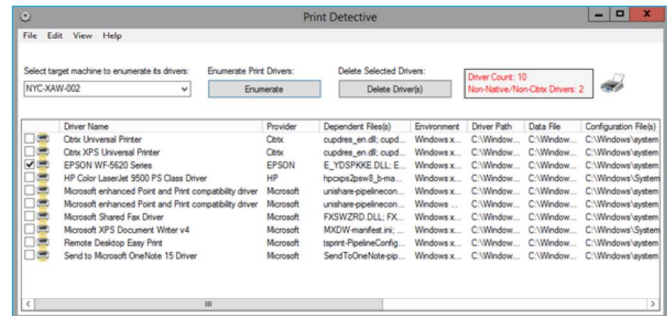 Print Detective
File Edit View Help
Select target machine to enumerate its drivers: Enumerate Print Drivers: Delete Selected Drivers:
NYC-XAW-002 Enumerate Delete Driver(s)
Driver Count: 10
Non-Native/Non-Citrix Drivers: 2
Driver Name Provider Dependent Files(s) Environment Driver Path Data File Configuration File(s)
Citrix Universal Printer Citrix cupdres_en.dll; cupd... Windows x... C:\Window... C:\Window... C:\Windows\system
Citrix XPS Universal Printer Citrix cupdres_en.dll; cupd... Windows x... C:\Window... C:\Window... C:\Windows\system
EPSON WF-5620 Series EPSON E_YDSPKKE.DLL; E... Windows x... C:\Window... C:\Window... C:\Windows\system
HP Color LaserJet 9500 PS Class Driver HP hpcxps2psw8_b-ma... Windows x... C:\Window... C:\Window... C:\Windows\System
Microsoft enhanced Point and Print compatibility driver Microsoft unishare-pipelinecon... Windows x... C:\Window... C:\Window... C:\Windows\system
Microsoft enhanced Point and Print compatibility driver Microsoft unishare-pipelinecon... Windows ... C:\Window... C:\Window... C:\Windows\system
Microsoft Shared Fax Driver Microsoft FXSWZRD.DLL; FX... Windows x... C:\Window... C:\Window... C:\Windows\system
Microsoft XPS Document Writer v4 Microsoft MXDW-manifest.ini; ... Windows x... C:\Window... C:\Window... C:\Windows\System
Remote Desktop Easy Print Microsoft tsprint-PipelineConfig... Windows x... C:\Window... C:\Window... C:\Windows\system
Send to Microsoft OneNote 15 Driver Microsoft SendToOneNote-pip... Windows x... C:\Window... C:\Window... C:\Windows\system